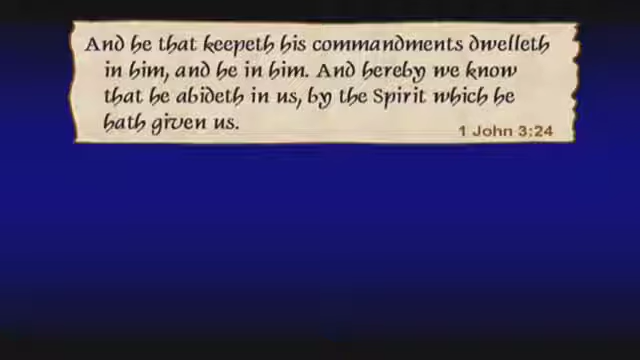 And he that keepeth his commandments dwelleth
in him, and he in him. And hereby we know
that he abideth in us, by the Spirit which he
hath given us.
1 John 3:24